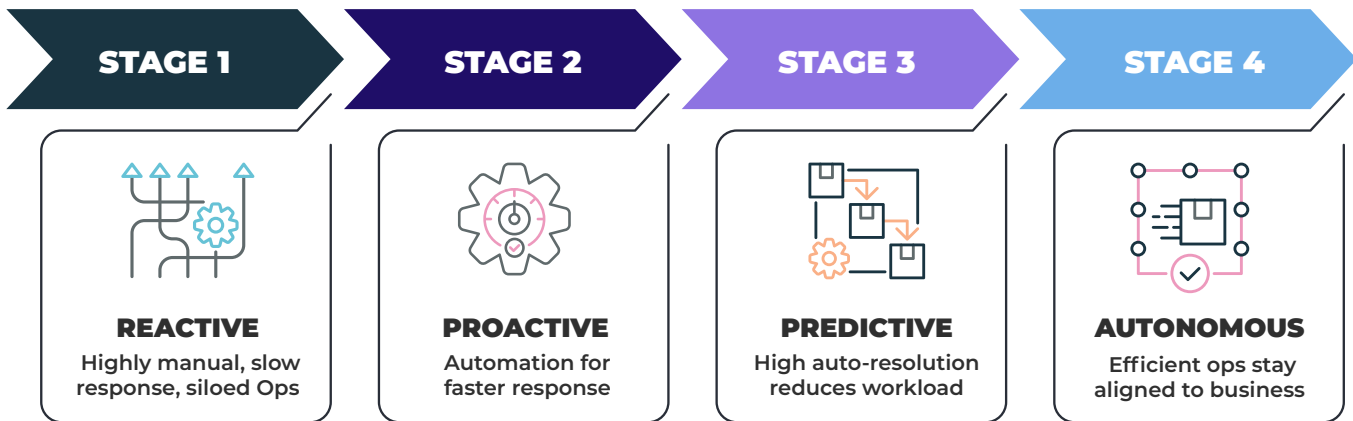 STAGE 1
STAGE 2
STAGE 3
STAGE 4
REACTIVE
Highly manual, slow
response, siloed Ops
PROACTIVE
Automation for
faster response
PREDICTIVE
High auto-resolution
reduces workload
AUTONOMOUS
Efficient ops stay
aligned to business